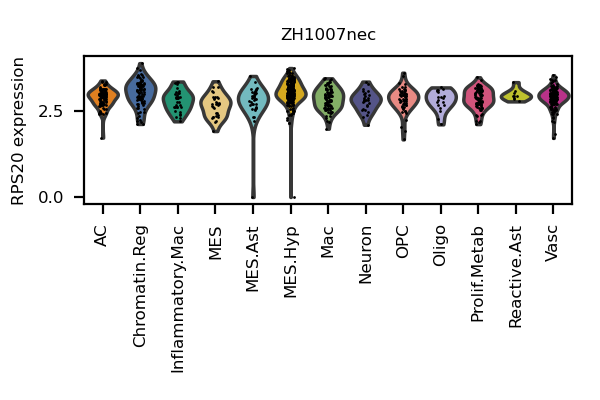 ZH1007nec
RPS20 expression
2.5
0.0
AC
Chromatin.Reg
Inflammatory.Mac
MES
MES.Ast
MES.Hyp
Mac
Neuron
OPC
Oligo
Prolif.Metab
Reactive.Ast
Vasc